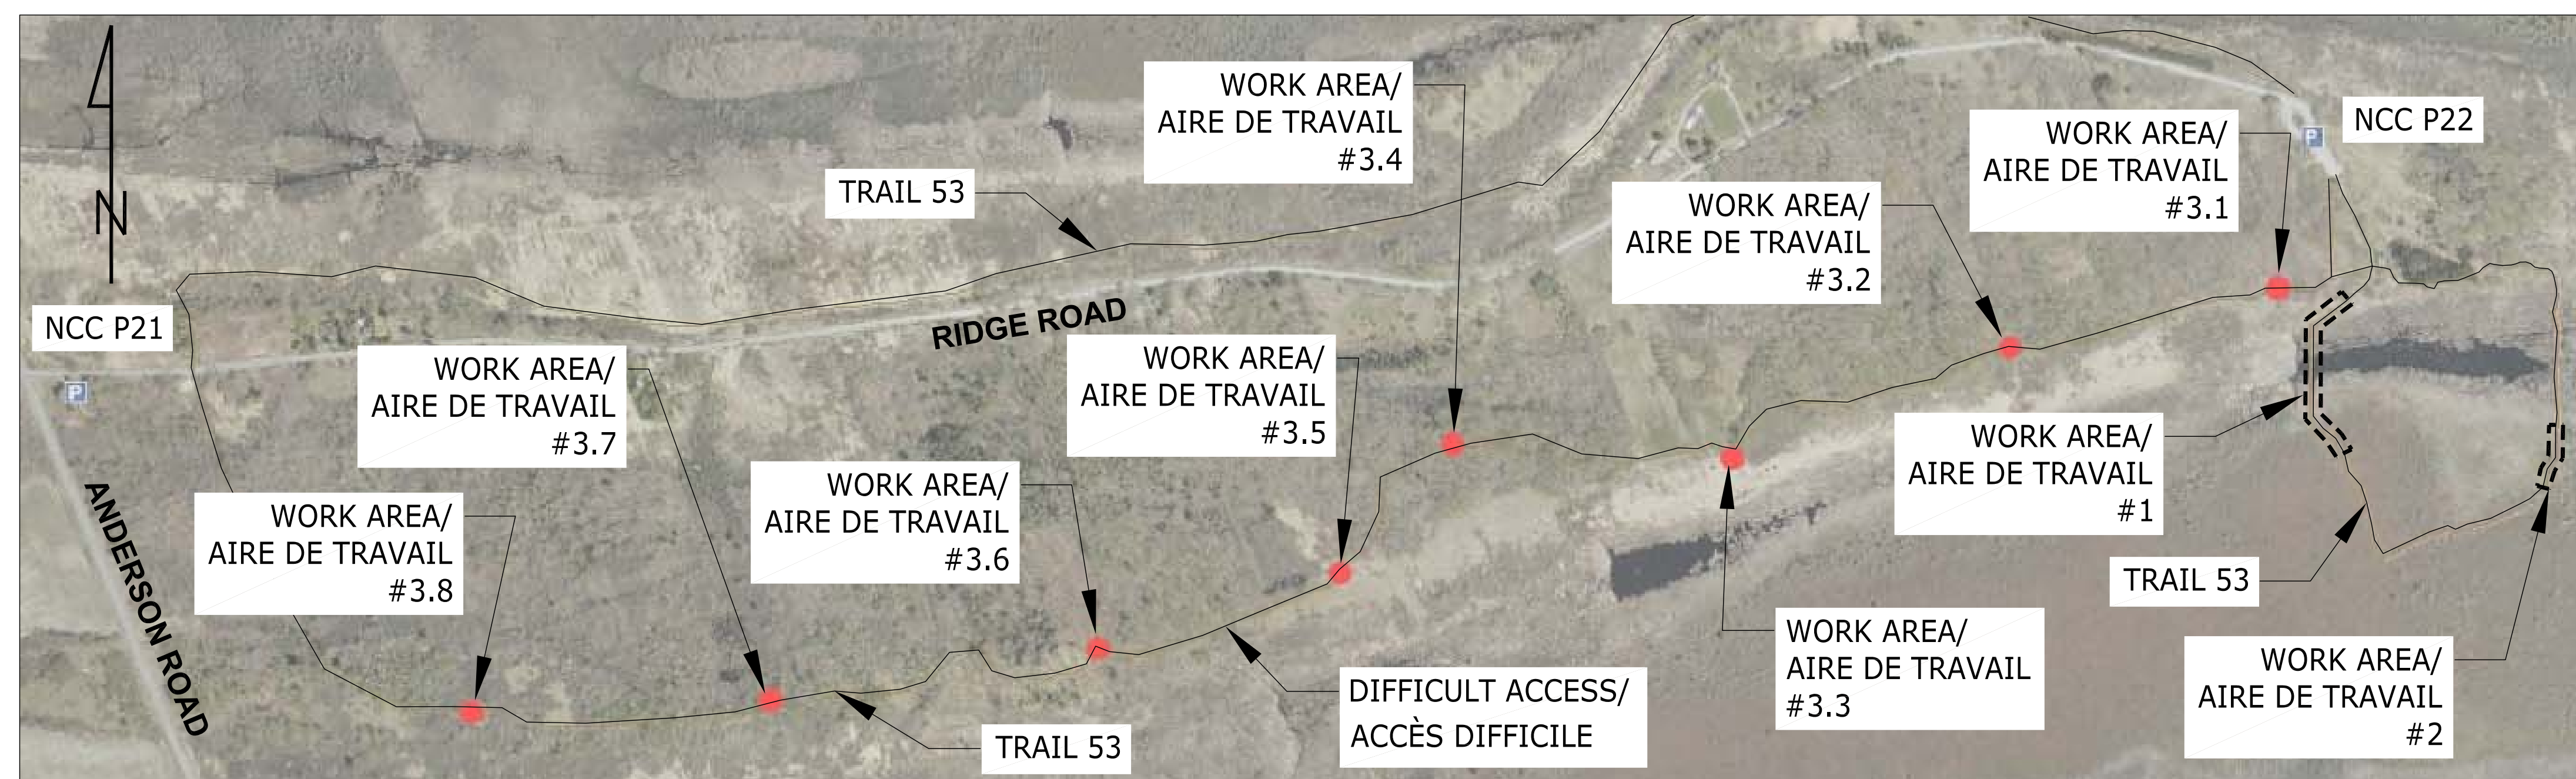 WORK AREA/
AIRE DE TRAVAIL
#3.4
NCC P22
WORK AREA/
AIRE DE TRAVAIL
#3.1
P
TRAIL 53
WORK AREA/
AIRE DE TRAVAIL
#3.2
N
NCC P21
RIDGE ROAD
WORK AREA/
AIRE DE TRAVAIL
#3.5
WORK AREA/
AIRE DE TRAVAIL
#3.7
P
WORK AREA/
AIRE DE TRAVAIL
#1
WORK AREA/
AIRE DE TRAVAIL
#3.6
WORK AREA/
AIRE DE TRAVAIL
#3.8
ANDERSON ROAD
TRAIL 53
WORK AREA/
AIRE DE TRAVAIL
#3.3
WORK AREA/
AIRE DE TRAVAIL
#2
DIFFICULT ACCESS/
ACCÈS DIFFICILE
TRAIL 53